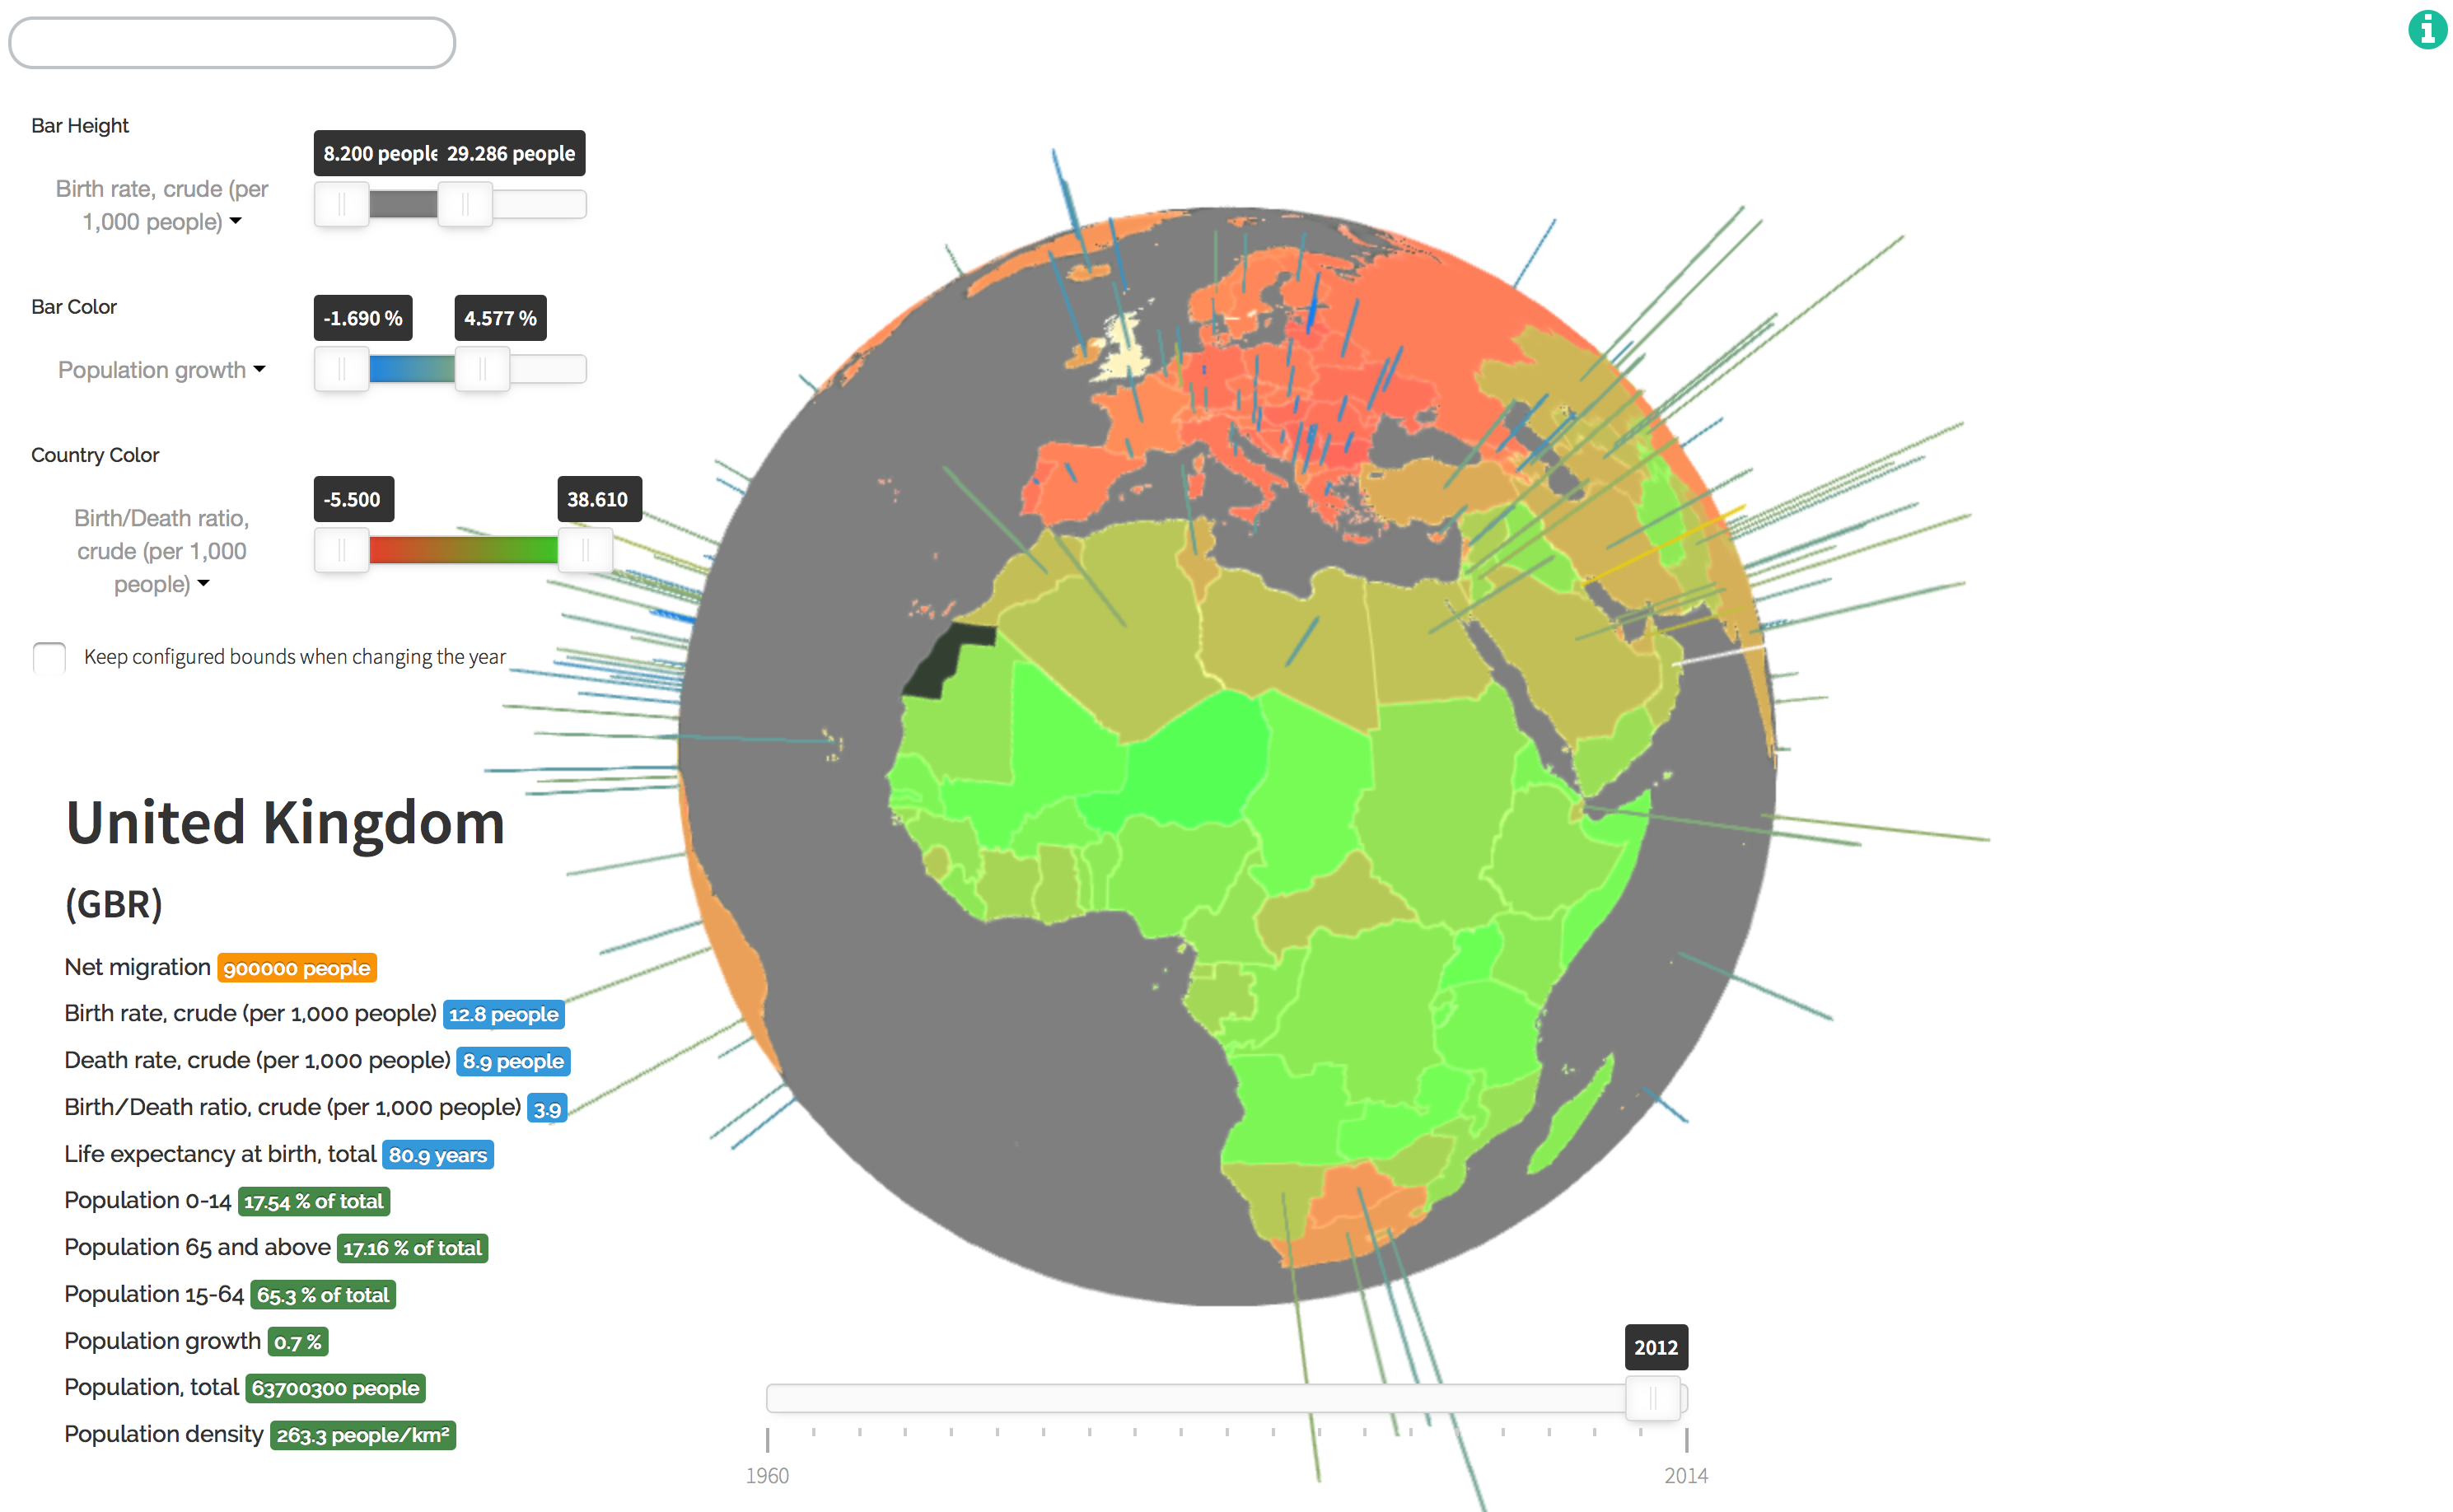 Bar Height
8.200 people 29.286 people
Birth rate, crude (per
1,000 people)
Bar Color
-1.690 % 4.577 %
Population growth
Country Color
-5.500 38.610
Birth/Death ratio,
crude (per 1,000
people)
Keep configured bounds when changing the year
United Kingdom
(GBR)
Net migration 900000 people
Birth rate, crude (per 1,000 people) 12.8 people
Death rate, crude (per 1,000 people) 8.9 people
Birth/Death ratio, crude (per 1,000 people) 3.9
Life expectancy at birth, total 80.9 years
Population 0-14 17.54 % of total
Population 65 and above 17.16 % of total
Population 15-64 65.3 % of total
Population growth 0.7 %
Population, total 63700300 people
Population density 263.3 people/km²
2012
1960 2014